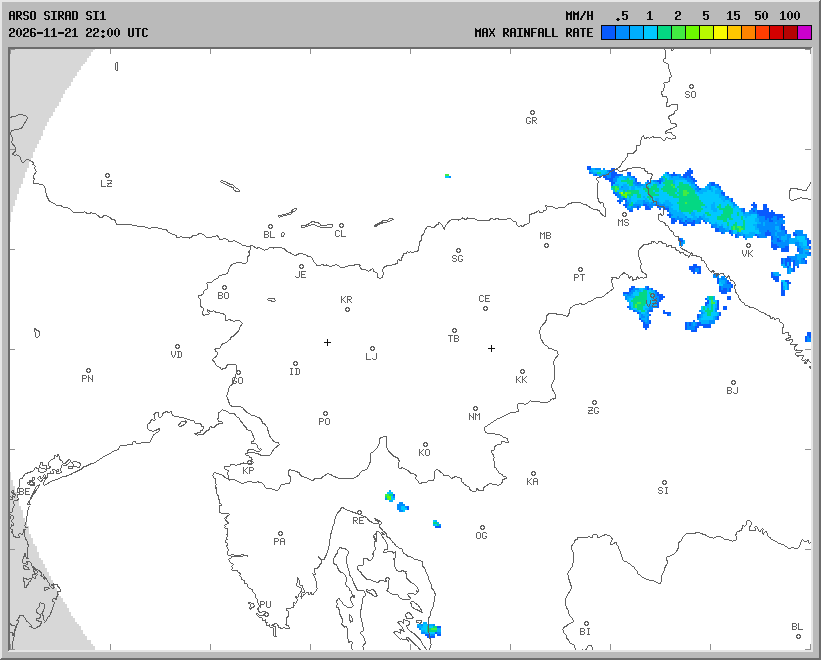 ARSO SIRAD SI1
MM/H .5 1 2 5 15 50 100
2026-11-21 22:00 UTC
MAX RAINFALL RATE
SO
GR
LZ
MS
BL
CL
MB
VK
SG
JE
PT
BO
KR
CE
TB
VD
LJ
PN
ID
GO
KK
BJ
ZG
NM
PO
KO
KP
KA
BE
SI
RE
PA
OG
PU
BI
BL